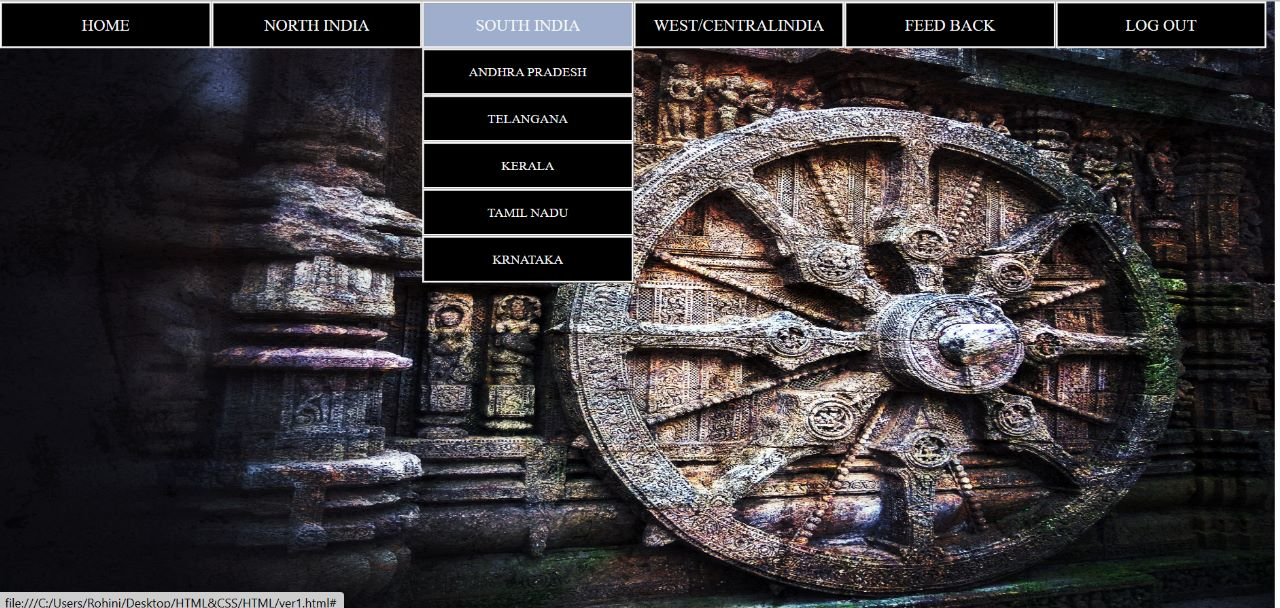 HOME
NORTH INDIA
SOUTH INDIA
WEST/CENTRALINDIA
FEED BACK
LOG OUT
ANDHRA PRADESH
TELANGANA
KERALA
TAMIL NADU
KRNATAKA
file:///C:/Users/Rohini/Desktop/HTML&CSS/HTML/ver1.html#